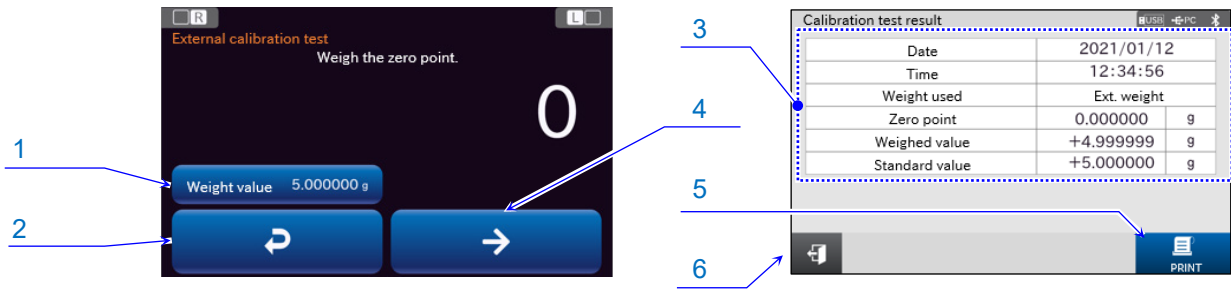 R
L
External calibration test
Weigh the zero point.
0
Weight value 5.000000 g
1
2
3
4
5
6
Calibration test result
USB PC
Date 2021/01/12
Time 12:34:56
Weight used Ext. weight
Zero point 0.000000 g
Weighed value +4.999999 g
Standard value +5.000000 g
PRINT